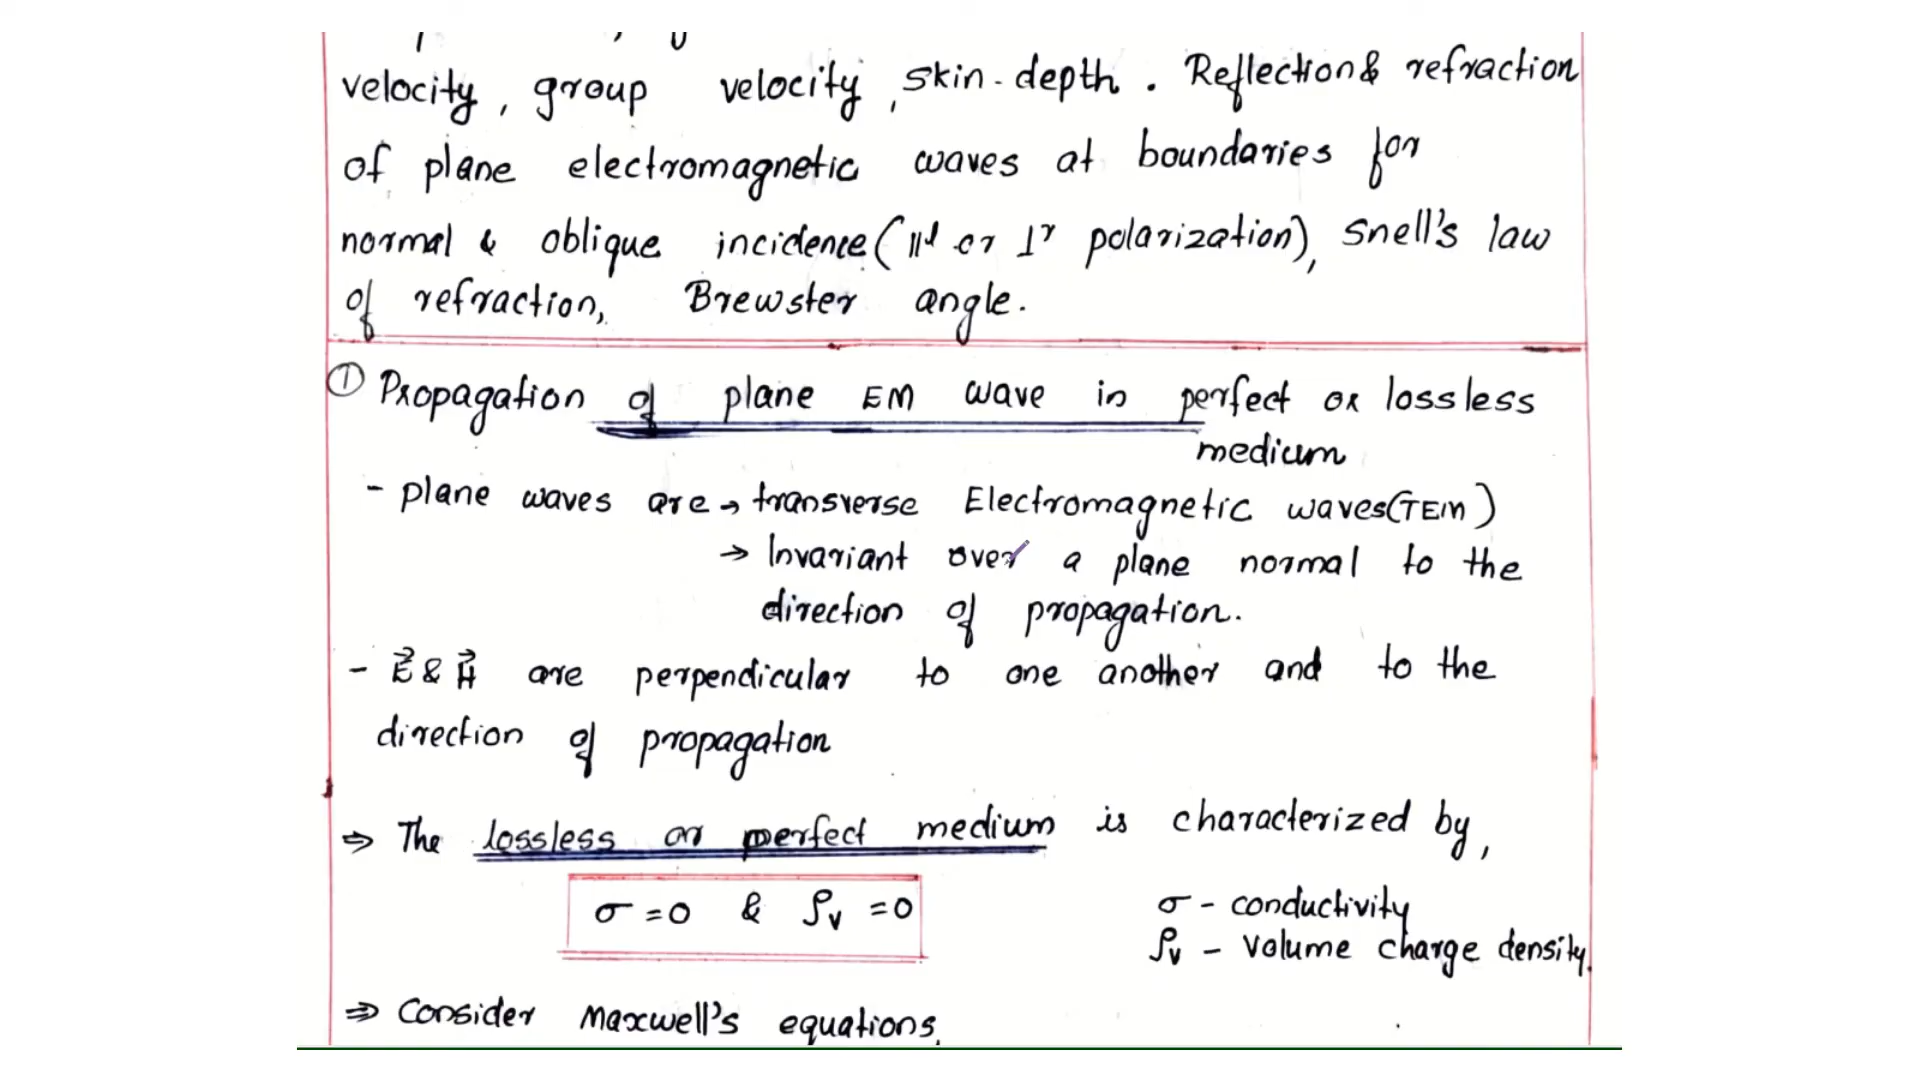 velocity, group velocity, skin-depth. Reflection & refraction
of plane electromagnetic waves at boundaries for
normal & oblique incidence (11ˡ or ⊥ʳ polarization), Snell's law
of refraction, Brewster angle.
① Propagation of plane EM wave in perfect or lossless
medium
- plane waves are → transverse Electromagnetic waves (TEM)
→ Invariant over a plane normal to the
direction of propagation.
- E⃗ & H⃗ are perpendicular to one another and to the
direction of propagation
⇒ The lossless or perfect medium is characterized by,
σ = 0 & ρᵥ = 0
σ - conductivity
ρᵥ - volume charge density.
⇒ Consider Maxwell's equations,